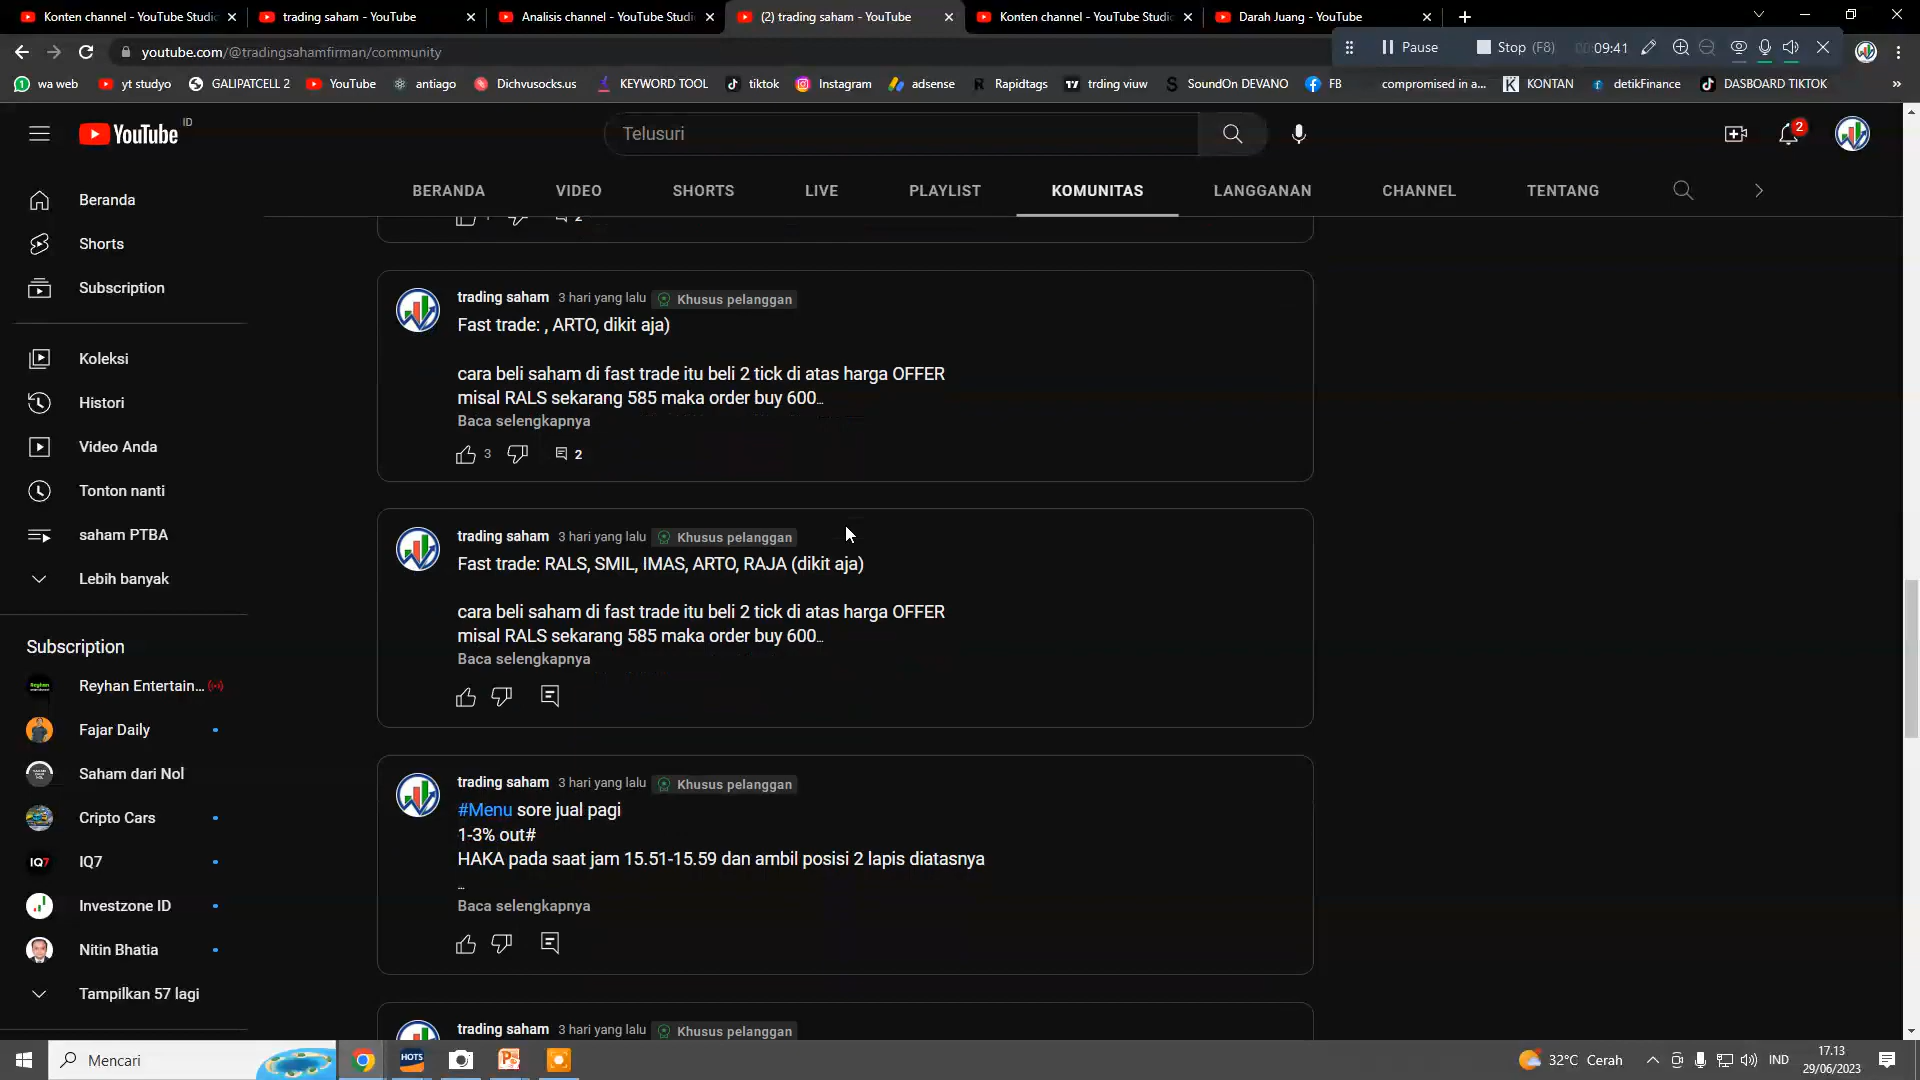 Konten channel - YouTube Studi
trading saham - YouTube
Analisis channel - YouTube Studi
(2) trading saham - YouTube
Konten channel - YouTube Studi
Darah Juang - YouTube
youtube.com/@tradingsahamfirman/community
Pause
Stop (F8)
00:09:41
wa web
yt studyo
GALIPATCELL 2
YouTube
antiago
Dichvusocks.us
KEYWORD TOOL
tiktok
Instagram
adsense
Rapidtags
trding viuw
SoundOn DEVANO
FB
compromised in a...
KONTAN
detikFinance
DASBOARD TIKTOK
YouTube ID
Telusuri
2
BERANDA
VIDEO
SHORTS
LIVE
PLAYLIST
KOMUNITAS
LANGGANAN
CHANNEL
TENTANG
Beranda
Shorts
Subscription
Koleksi
Histori
Video Anda
Tonton nanti
saham PTBA
Lebih banyak
Subscription
Reyhan Entertain...
Fajar Daily
Saham dari Nol
Cripto Cars
IQ7
Investzone ID
Nitin Bhatia
Tampilkan 57 lagi
trading saham 3 hari yang lalu Khusus pelanggan
Fast trade: , ARTO, dikit aja)
cara beli saham di fast trade itu beli 2 tick di atas harga OFFER
misal RALS sekarang 585 maka order buy 600...
Baca selengkapnya
3 2
trading saham 3 hari yang lalu Khusus pelanggan
Fast trade: RALS, SMIL, IMAS, ARTO, RAJA (dikit aja)
cara beli saham di fast trade itu beli 2 tick di atas harga OFFER
misal RALS sekarang 585 maka order buy 600...
Baca selengkapnya
trading saham 3 hari yang lalu Khusus pelanggan
#Menu sore jual pagi
1-3% out#
HAKA pada saat jam 15.51-15.59 dan ambil posisi 2 lapis diatasnya
...
Baca selengkapnya
trading saham 3 hari yang lalu Khusus pelanggan
Mencari
HOTS
32°C Cerah
IND
17.13
29/06/2023